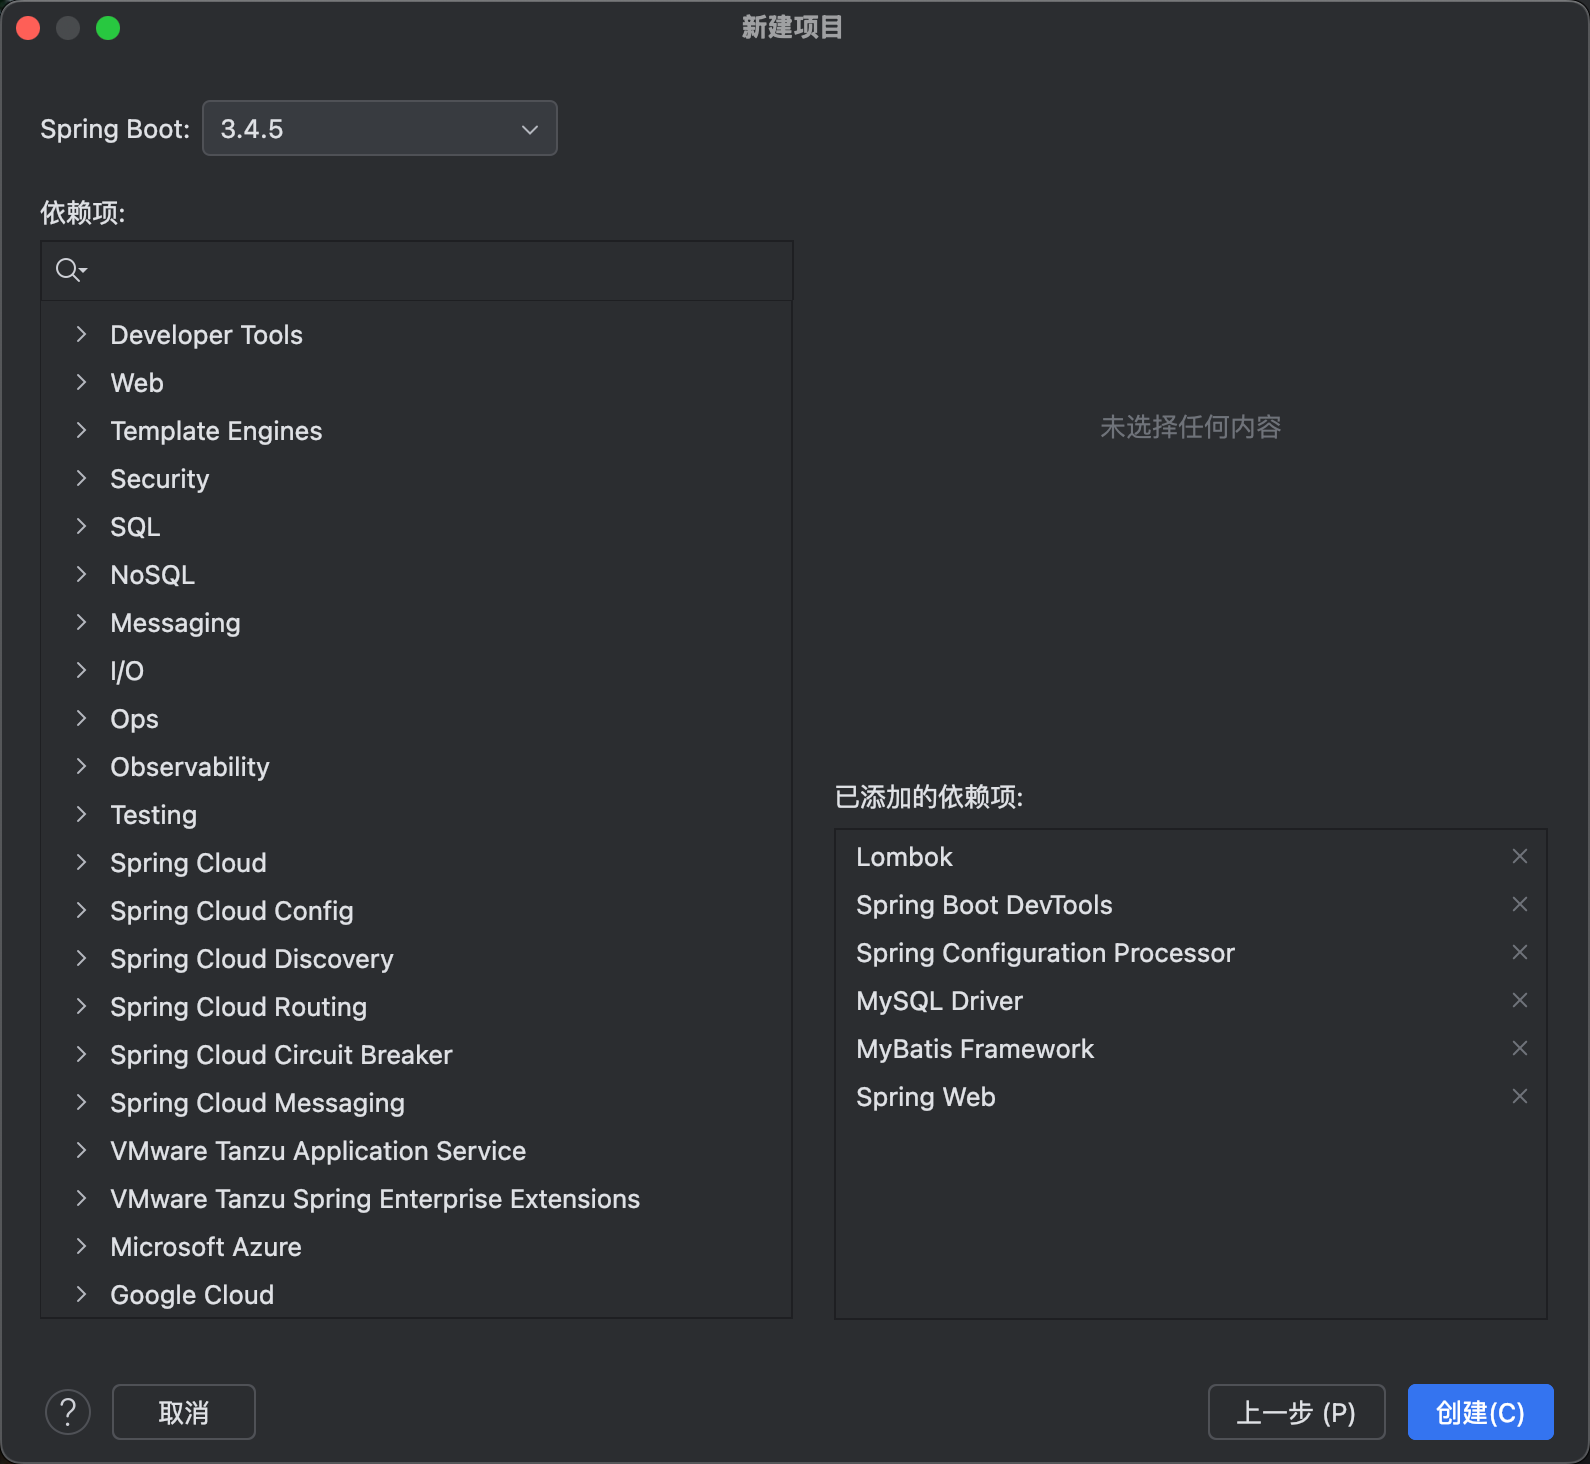 新建项目
Spring Boot: 3.4.5
依赖项:
Developer Tools
Web
Template Engines
Security
SQL
NoSQL
Messaging
I/O
Ops
Observability
Testing
Spring Cloud
Spring Cloud Config
Spring Cloud Discovery
Spring Cloud Routing
Spring Cloud Circuit Breaker
Spring Cloud Messaging
VMware Tanzu Application Service
VMware Tanzu Spring Enterprise Extensions
Microsoft Azure
Google Cloud
未选择任何内容
已添加的依赖项:
Lombok
Spring Boot DevTools
Spring Configuration Processor
MySQL Driver
MyBatis Framework
Spring Web
? 取消 上一步 (P) 创建(C)